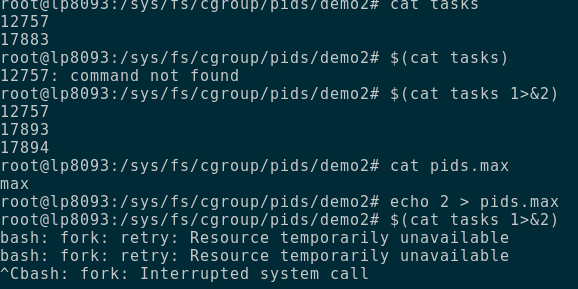 root@lp8093:/sys/fs/cgroup/pids/demo2# cat tasks
12757
17883
root@lp8093:/sys/fs/cgroup/pids/demo2# $(cat tasks)
12757: command not found
root@lp8093:/sys/fs/cgroup/pids/demo2# $(cat tasks 1>&2)
12757
17893
17894
root@lp8093:/sys/fs/cgroup/pids/demo2# cat pids.max
max
root@lp8093:/sys/fs/cgroup/pids/demo2# echo 2 > pids.max
root@lp8093:/sys/fs/cgroup/pids/demo2# $(cat tasks 1>&2)
bash: fork: retry: Resource temporarily unavailable
bash: fork: retry: Resource temporarily unavailable
^Cbash: fork: Interrupted system call